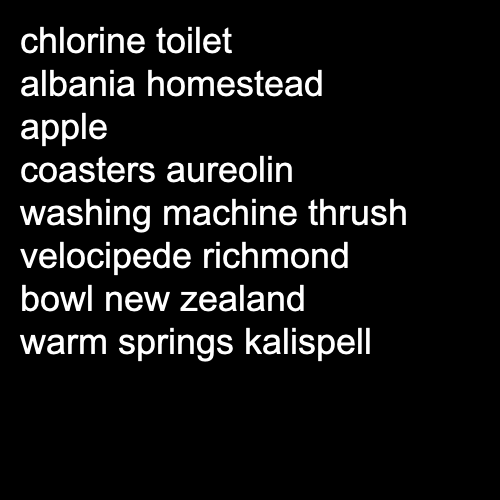 chlorine toilet
albania homestead
apple
coasters aureolin
washing machine thrush
velocipede richmond
bowl new zealand
warm springs kalispell